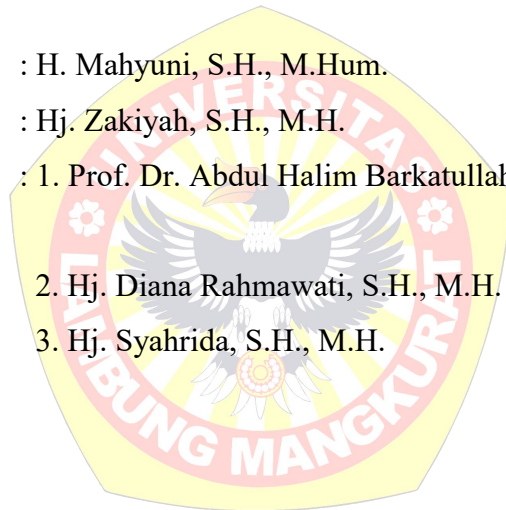 : H. Mahyuni, S.H., M.Hum.
: Hj. Zakiyah, S.H., M.H.
: 1. Prof. Dr. Abdul Halim Barkatullah
2. Hj. Diana Rahmawati, S.H., M.H.
3. Hj. Syahrida, S.H., M.H.
UNIVERSITAS
LAMBUNG MANGKURAT